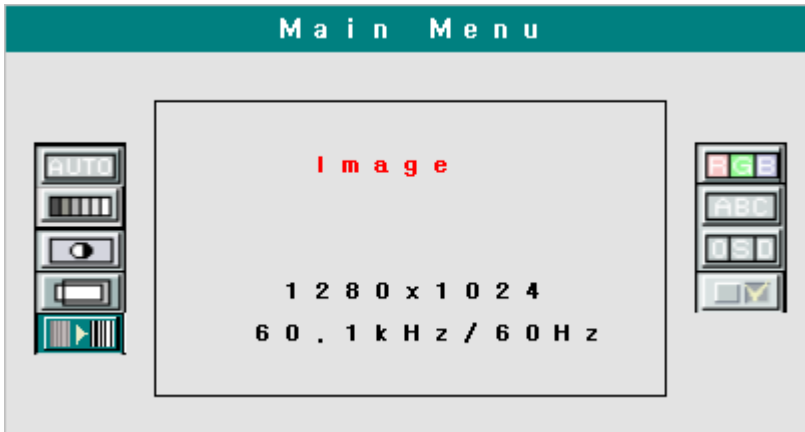 Main Menu
AUTO
Image
RGB
ABC
OSD
1280x1024
60.1kHz/60Hz